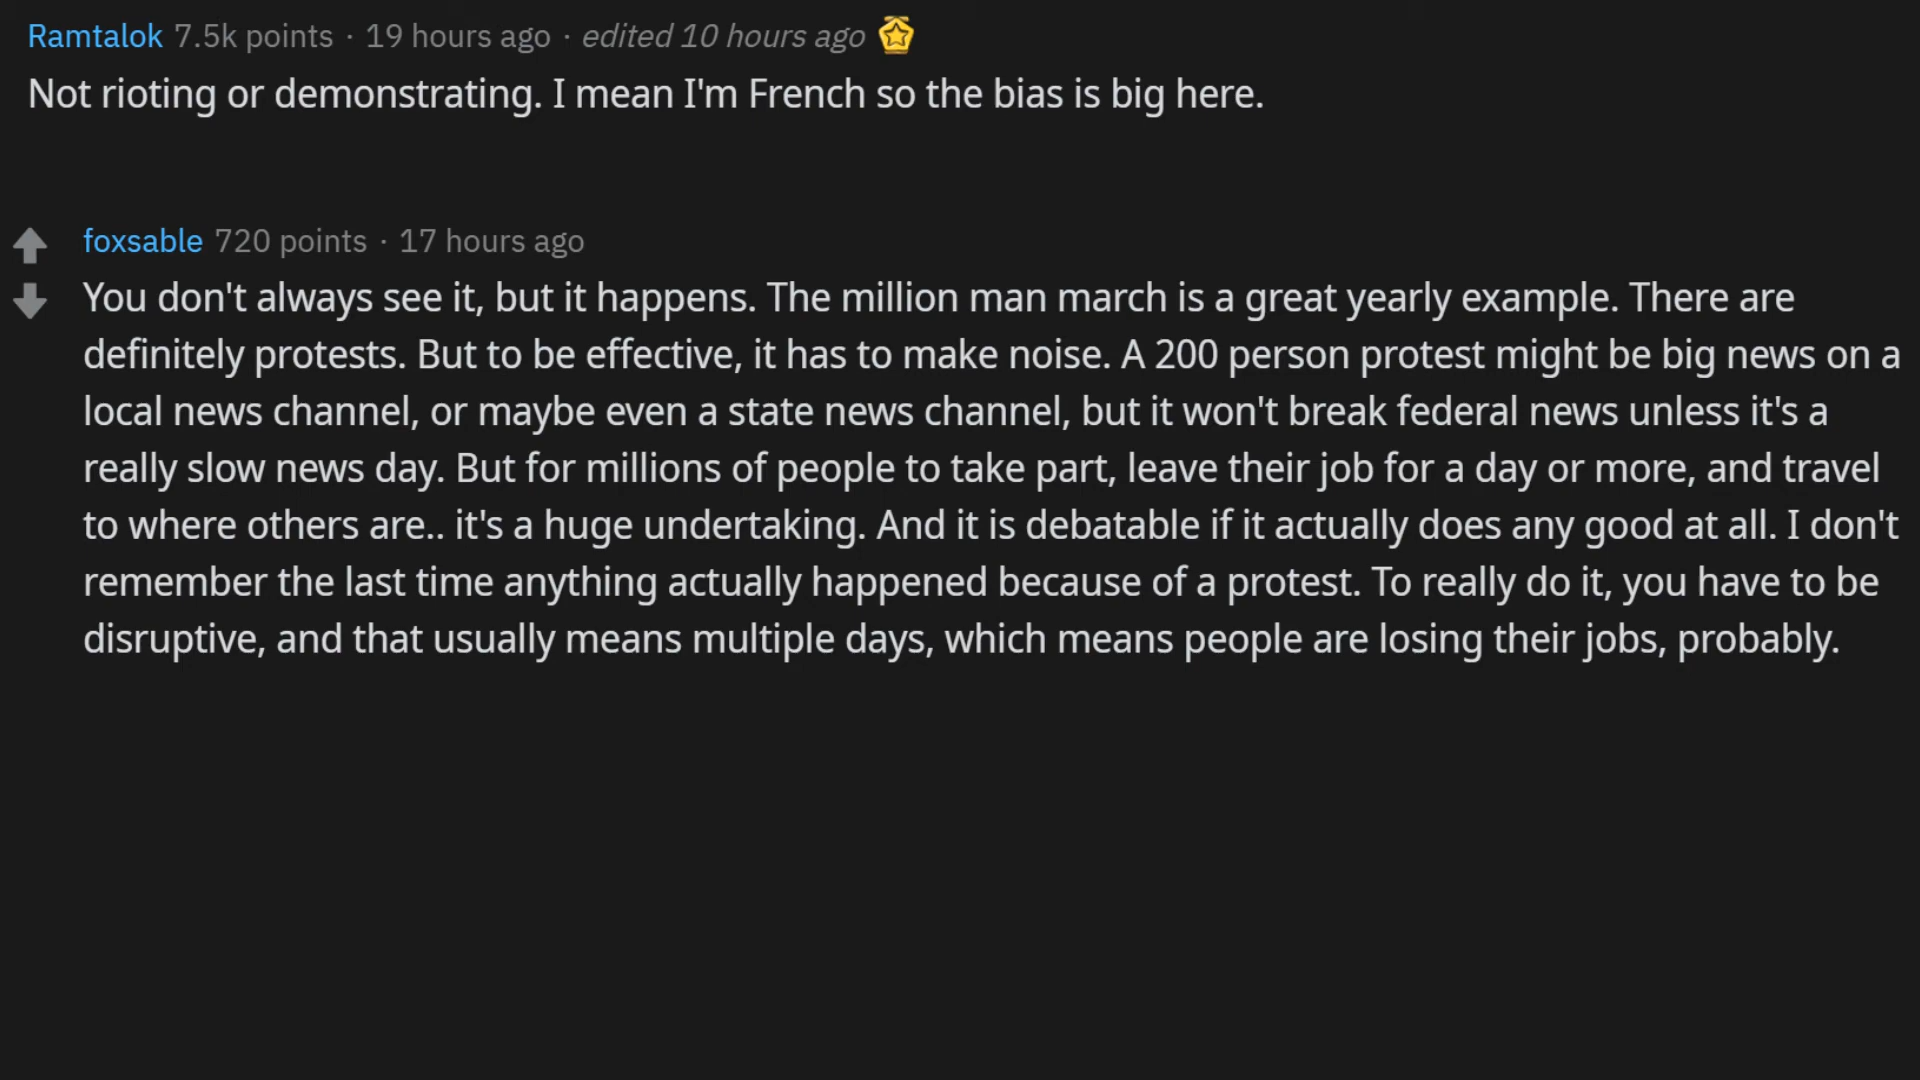 Ramtalok 7.5k points · 19 hours ago · edited 10 hours ago
Not rioting or demonstrating. I mean I'm French so the bias is big here.
foxsable 720 points · 17 hours ago
You don't always see it, but it happens. The million man march is a great yearly example. There are
definitely protests. But to be effective, it has to make noise. A 200 person protest might be big news on a
local news channel, or maybe even a state news channel, but it won't break federal news unless it's a
really slow news day. But for millions of people to take part, leave their job for a day or more, and travel
to where others are.. it's a huge undertaking. And it is debatable if it actually does any good at all. I don't
remember the last time anything actually happened because of a protest. To really do it, you have to be
disruptive, and that usually means multiple days, which means people are losing their jobs, probably.